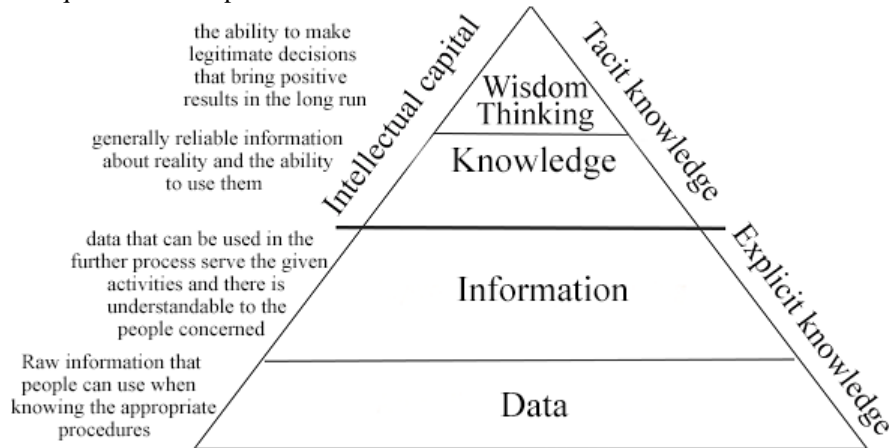 the ability to make
legitimate decisions
that bring positive
results in the long run
Intellectual capital
Tacit knowledge
Wisdom
Thinking
generally reliable information
about reality and the ability
to use them
Knowledge
data that can be used in the
further process serve the given
activities and there is
understandable to the
people concerned
Information
Explicit knowledge
Raw information that
people can use when
knowing the appropriate
procedures
Data